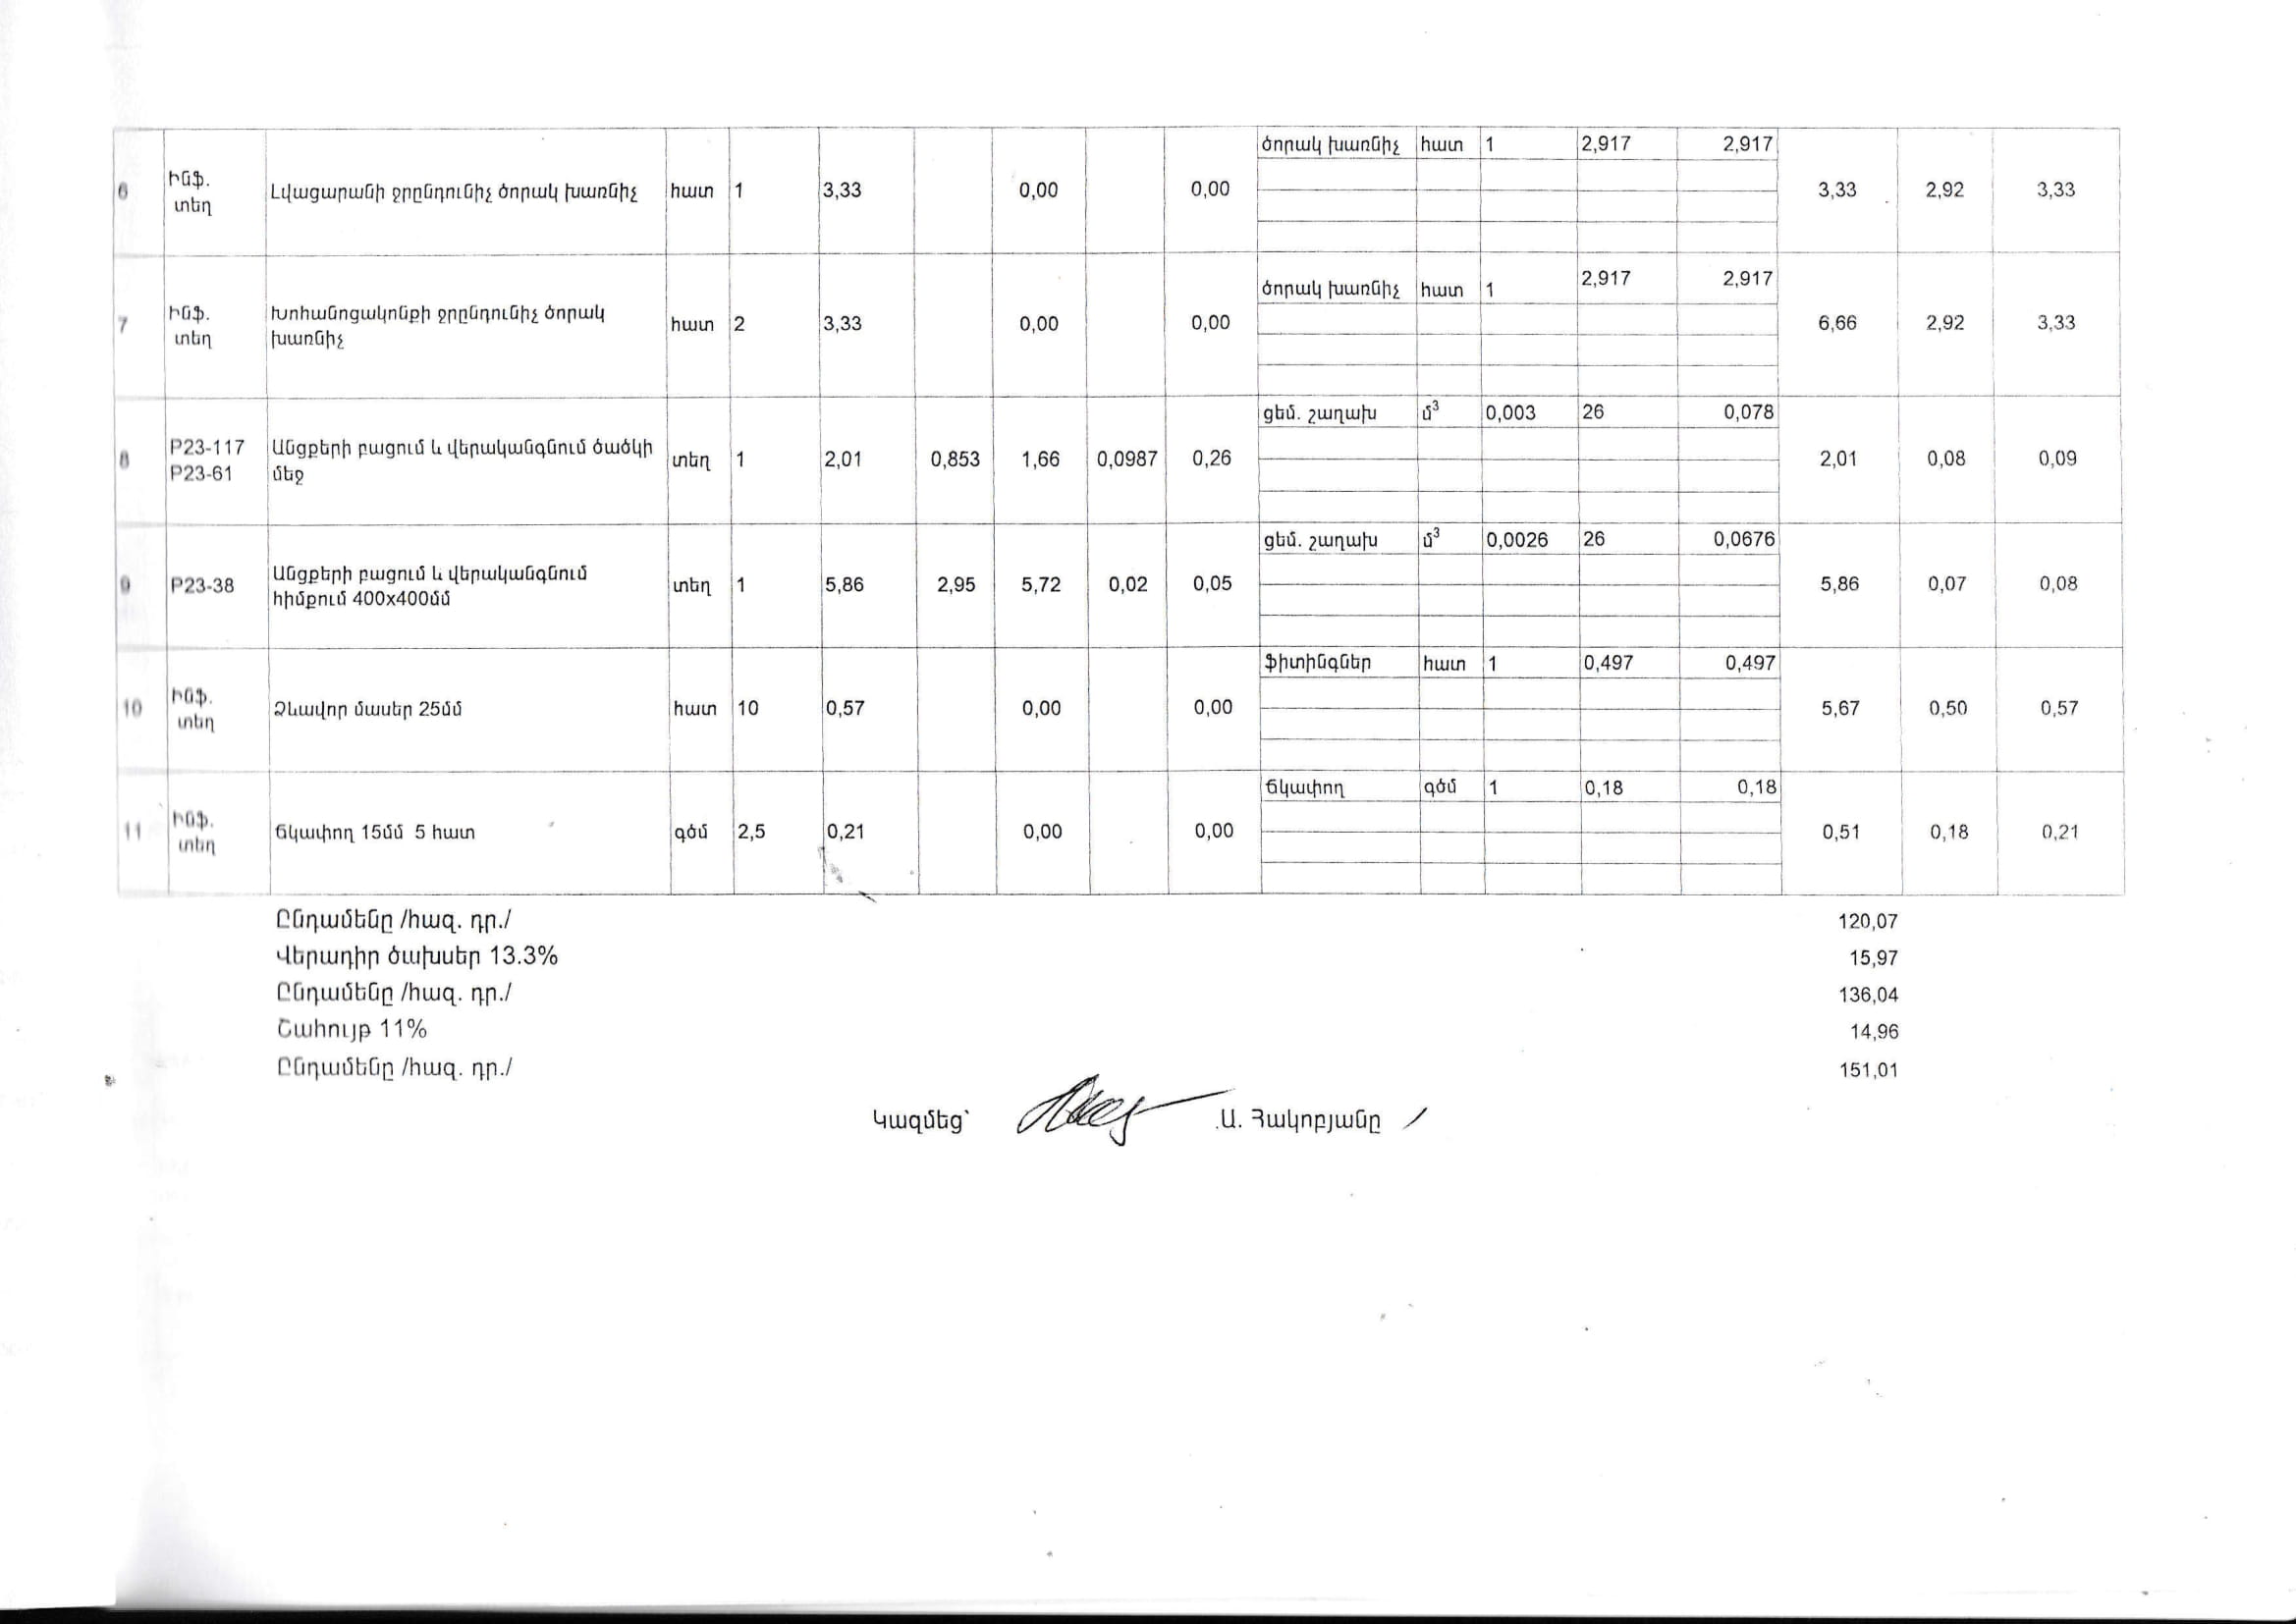 6 Ինֆ. տեղ Լվացարանի ջրընդունիչ ծորակ խառնիչ հատ 1 3,33 0,00 0,00 ծորակ խառնիչ հատ 1 2,917 2,917 3,33 2,92 3,33
7 Ինֆ. տեղ Խոհանոցակոնքի ջրընդունիչ ծորակ
խառնիչ հատ 2 3,33 0,00 0,00 ծորակ խառնիչ հատ 1 2,917 2,917 6,66 2,92 3,33
8 Р23-117
Р23-61 Անցքերի բացում և վերականգնում ծածկի
մեջ տեղ 1 2,01 0,853 1,66 0,0987 0,26 ցեմ. շաղախ մ³ 0,003 26 0,078 2,01 0,08 0,09
9 Р23-38 Անցքերի բացում և վերականգնում
հիմքում 400x400մմ տեղ 1 5,86 2,95 5,72 0,02 0,05 ցեմ. շաղախ մ³ 0,0026 26 0,0676 5,86 0,07 0,08
10 Ինֆ. տեղ Ձևավոր մասեր 25մմ հատ 10 0,57 0,00 0,00 ֆիտինգներ հատ 1 0,497 0,497 5,67 0,50 0,57
11 Ինֆ. տեղ ճկափող 15մմ 5 հատ գծմ 2,5 0,21 0,00 0,00 ճկափող գծմ 1 0,18 0,18 0,51 0,18 0,21
Ընդամենը /հազ. դր./ 120,07
Վերադիր ծախսեր 13.3% 15,97
Ընդամենը /հազ. դր./ 136,04
Շահույթ 11% 14,96
Ընդամենը /հազ. դր./ 151,01
Կազմեց՝ Ա. Հակոբյանը